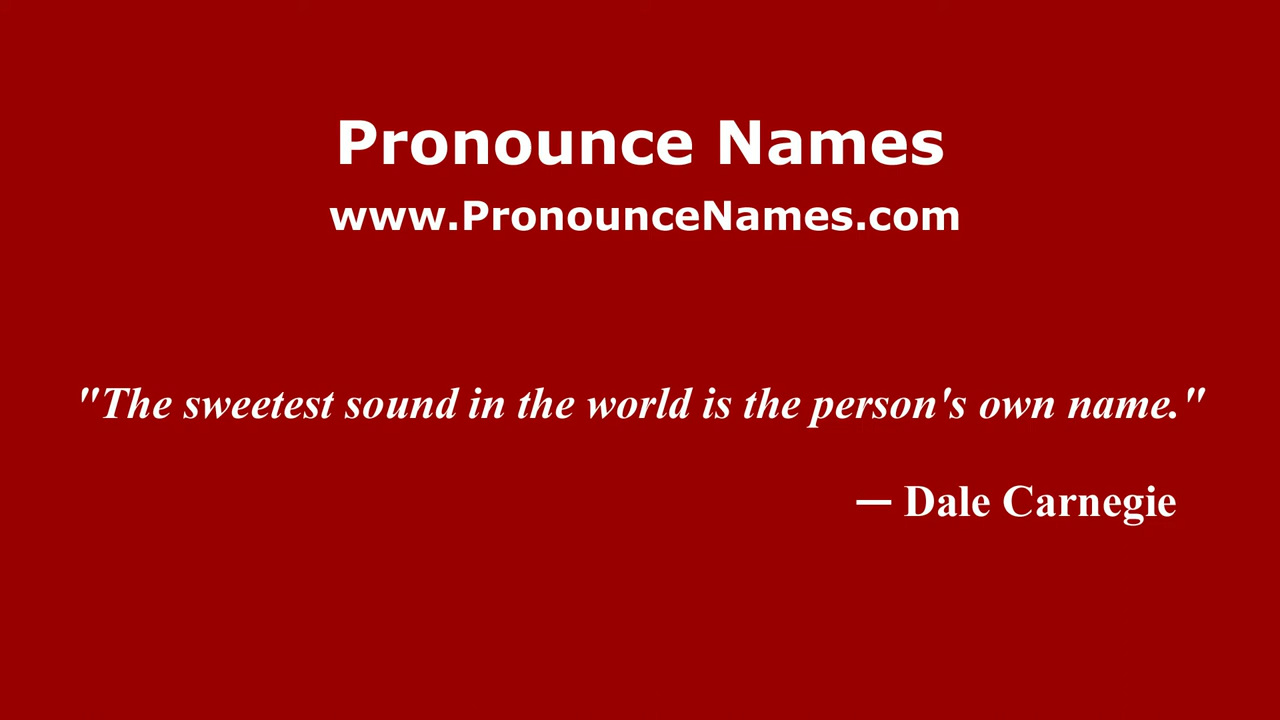 Pronounce Names
www.PronounceNames.com
"The sweetest sound in the world is the person's own name."
— Dale Carnegie